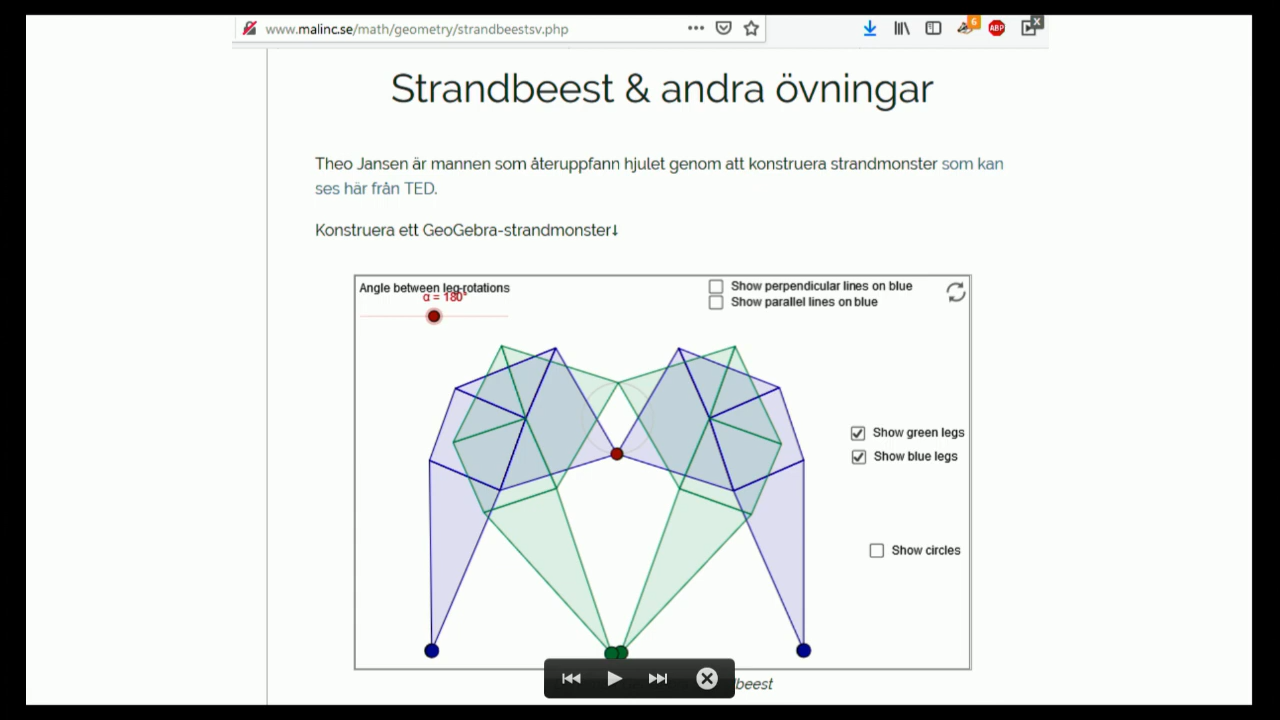 www.malinc.se/math/geometry/strandbeestsv.php
6
ABP
Strandbeest & andra övningar
Theo Jansen är mannen som återuppfann hjulet genom att konstruera strandmonster som kan
ses här från TED.
Konstruera ett GeoGebra-strandmonster↓
Angle between leg-rotations
α = 180°
Show perpendicular lines on blue
Show parallel lines on blue
Show green legs
Show blue legs
Show circles